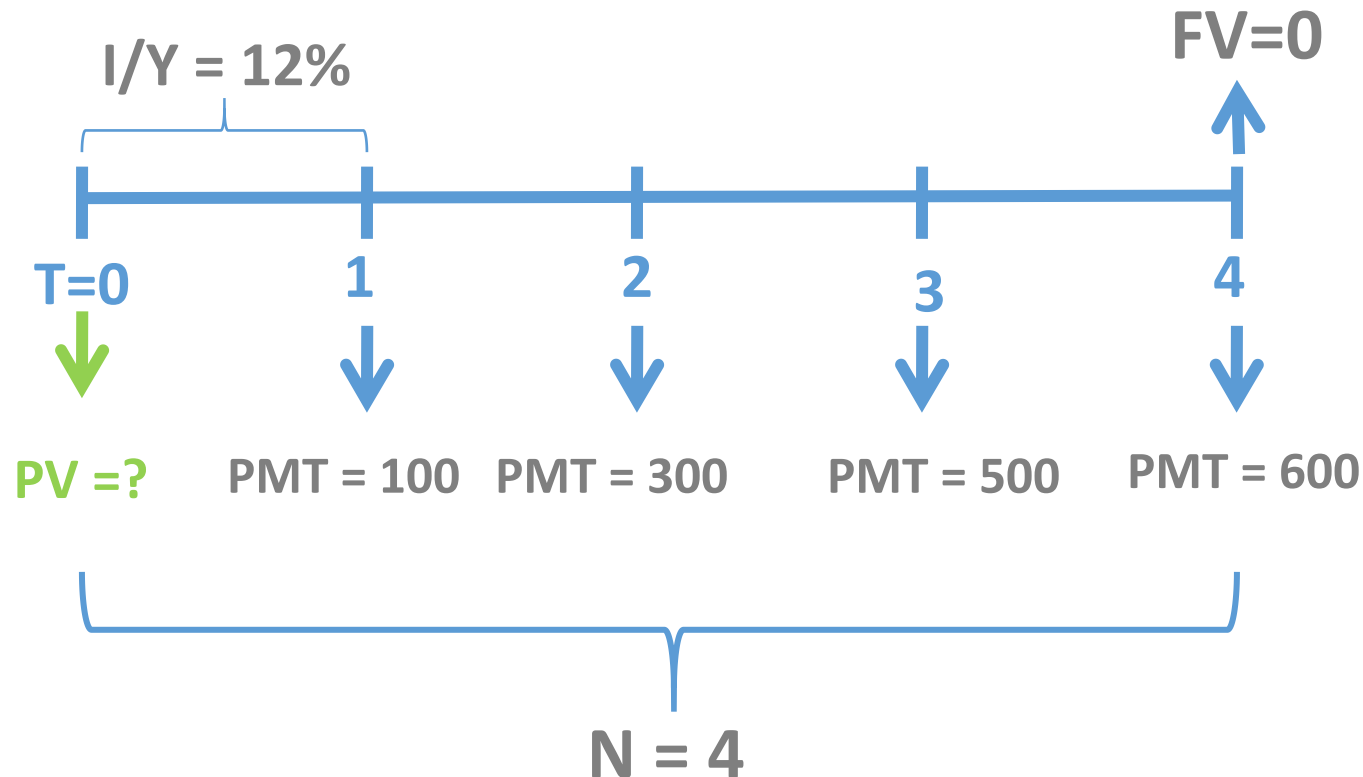 FV=0
I/Y = 12%
T=0 1 2 3 4
PV =? PMT = 100 PMT = 300 PMT = 500 PMT = 600
N = 4